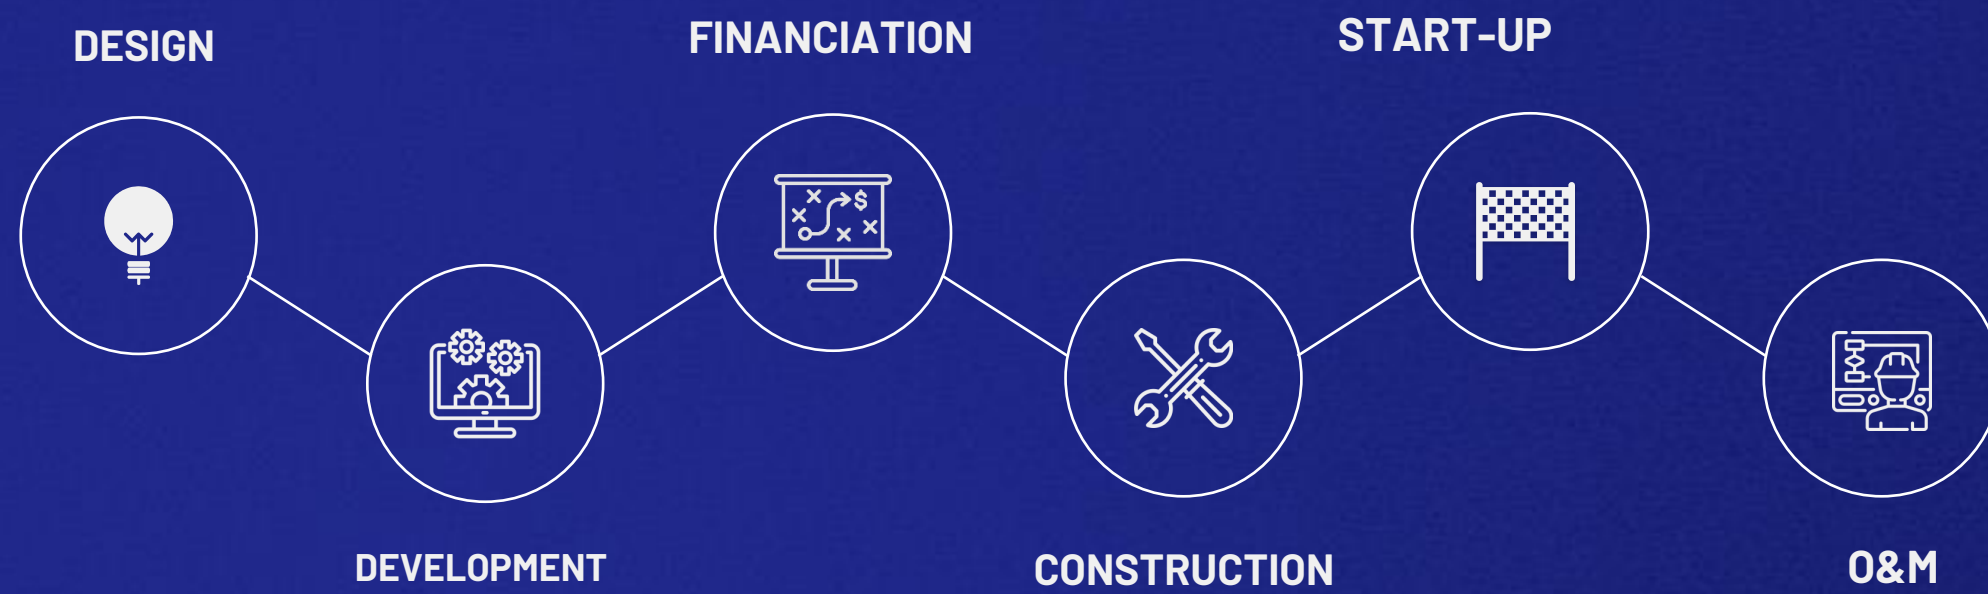 DESIGN
DEVELOPMENT
FINANCIATION
$
CONSTRUCTION
START-UP
O&M